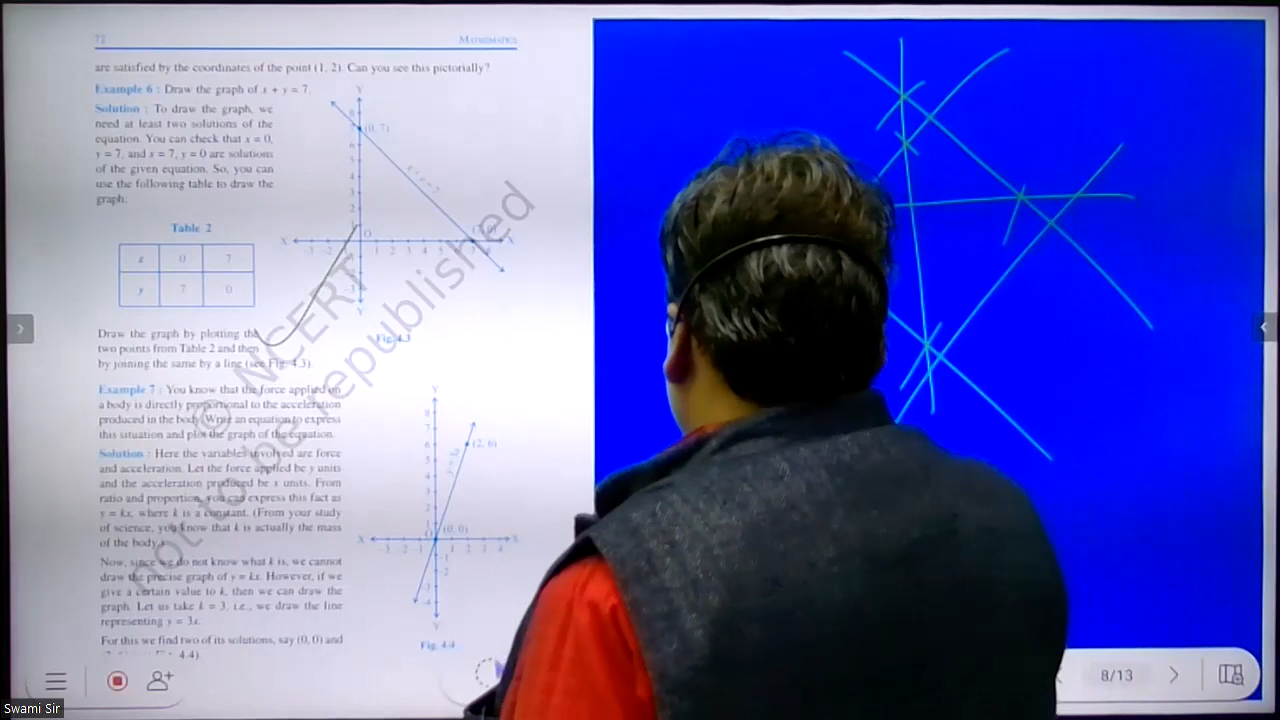 72
MATHEMATICS
are satisfied by the coordinates of the point (1, 2). Can you see this pictorially?
Example 6 : Draw the graph of x + y = 7.
Solution : To draw the graph, we
need at least two solutions of the
equation. You can check that x = 0,
y = 7, and x = 7, y = 0 are solutions
of the given equation. So, you can
use the following table to draw the
graph:
Table 2
x 0 7
y 7 0
Draw the graph by plotting the
two points from Table 2 and then
by joining the same by a line (see Fig. 4.3).
Y
(0, 7)
x + y = 7
(7, 0)
X
O
X
Y
Fig. 4.3
Example 7 : You know that the force applied on
a body is directly proportional to the acceleration
produced in the body. Write an equation to express
this situation and plot the graph of the equation.
Solution : Here the variables involved are force
and acceleration. Let the force applied be y units
and the acceleration produced be x units. From
ratio and proportion, you can express this fact as
y = kx, where k is a constant. (From your study
of science, you know that k is actually the mass
of the body.)
Now, since we do not know what k is, we cannot
draw the precise graph of y = kx. However, if we
give a certain value to k, then we can draw the
graph. Let us take k = 3, i.e., we draw the line
representing y = 3x.
For this we find two of its solutions, say (0, 0) and
4.4)
Y
(2, 6)
y = 3x
(0, 0)
X
O
X
Y
Fig. 4.4
© NCERT
not to be republished
8/13
Swami Sir